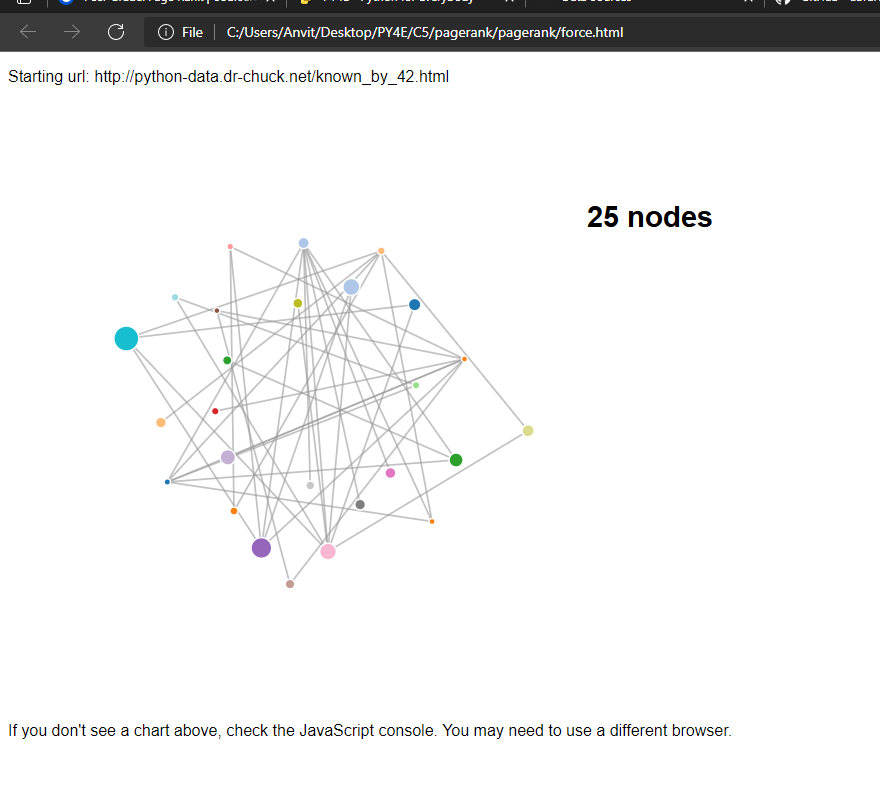 File C:/Users/Anvit/Desktop/PY4E/C5/pagerank/pagerank/force.html
Starting url: http://python-data.dr-chuck.net/known_by_42.html
25 nodes
If you don't see a chart above, check the JavaScript console. You may need to use a different browser.